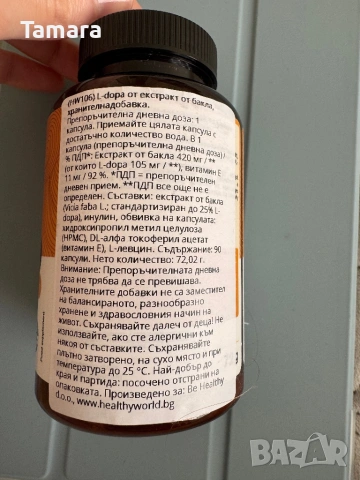 Tamara
(HW106) L-dopa от екстракт от бакла,
хранителнадобавка.
Препоръчителна дневна доза: 1
капсула. Приемайте цялата капсула с
достатъчно количество вода. В 1
капсула (препоръчителна дневна доза) /
% ПДП*: Екстракт от бакла 420 мг / **
(от които L-dopa 105 мг / **), витамин Е
11 мг / 92 %. *ПДП = препоръчителен
дневен прием. **ПДП все още не е
определен. Съставки: екстракт от бакла
(Vicia faba L.; стандартизиран до 25% L-
дopa), инулин, обвивка на капсулата:
хидроксипропил метил целулоза
(HPMC), DL-алфа токоферил ацетат
(витамин Е), L-левцин. Съдържание: 90
капсули. Нето количество: 72,02 г.
Внимание: Препоръчителната дневна
доза не трябва да се превишава.
Хранителните добавки не са заместител
на балансираното, разнообразно
хранене и здравословния начин на
живот. Съхранявайте далеч от деца! Не
използвайте, ако сте алергични към
някоя от съставките. Съхранявайте
плътно затворено, на сухо място и при
температура до 25 °C. Най-добър до
края и партида: посочено отстрани на
опаковката. Произведено за: Be Healthy
d.o.o., www.healthyworld.bg
BAZAR
bg